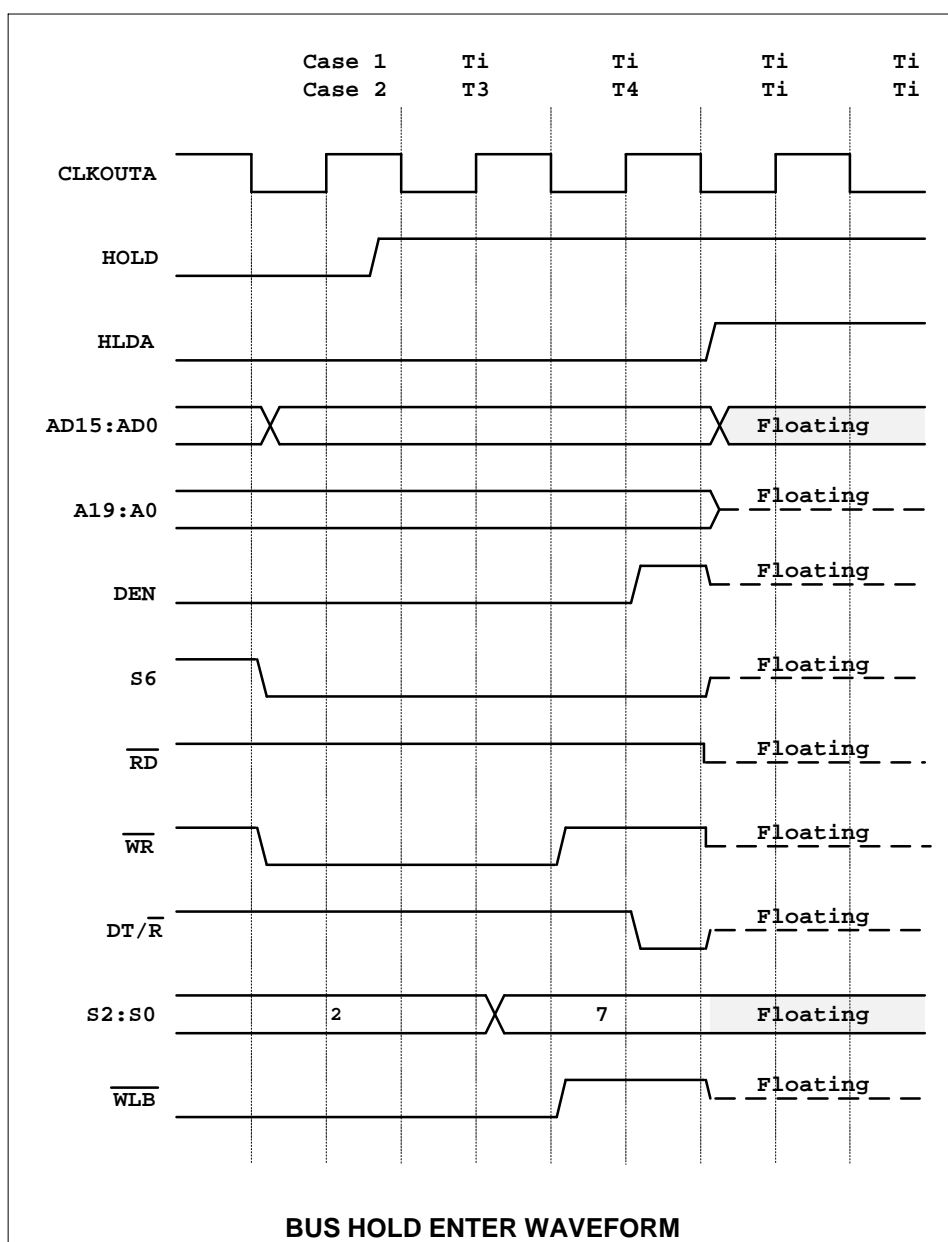 Case 1 Ti Ti Ti Ti
Case 2 T3 T4 Ti Ti
CLKOUTA
HOLD
HLDA
AD15:AD0 Floating
A19:A0 Floating
DEN Floating
S6 Floating
RD Floating
WR Floating
DT/R Floating
S2:S0 2 7 Floating
WLB Floating
BUS HOLD ENTER WAVEFORM